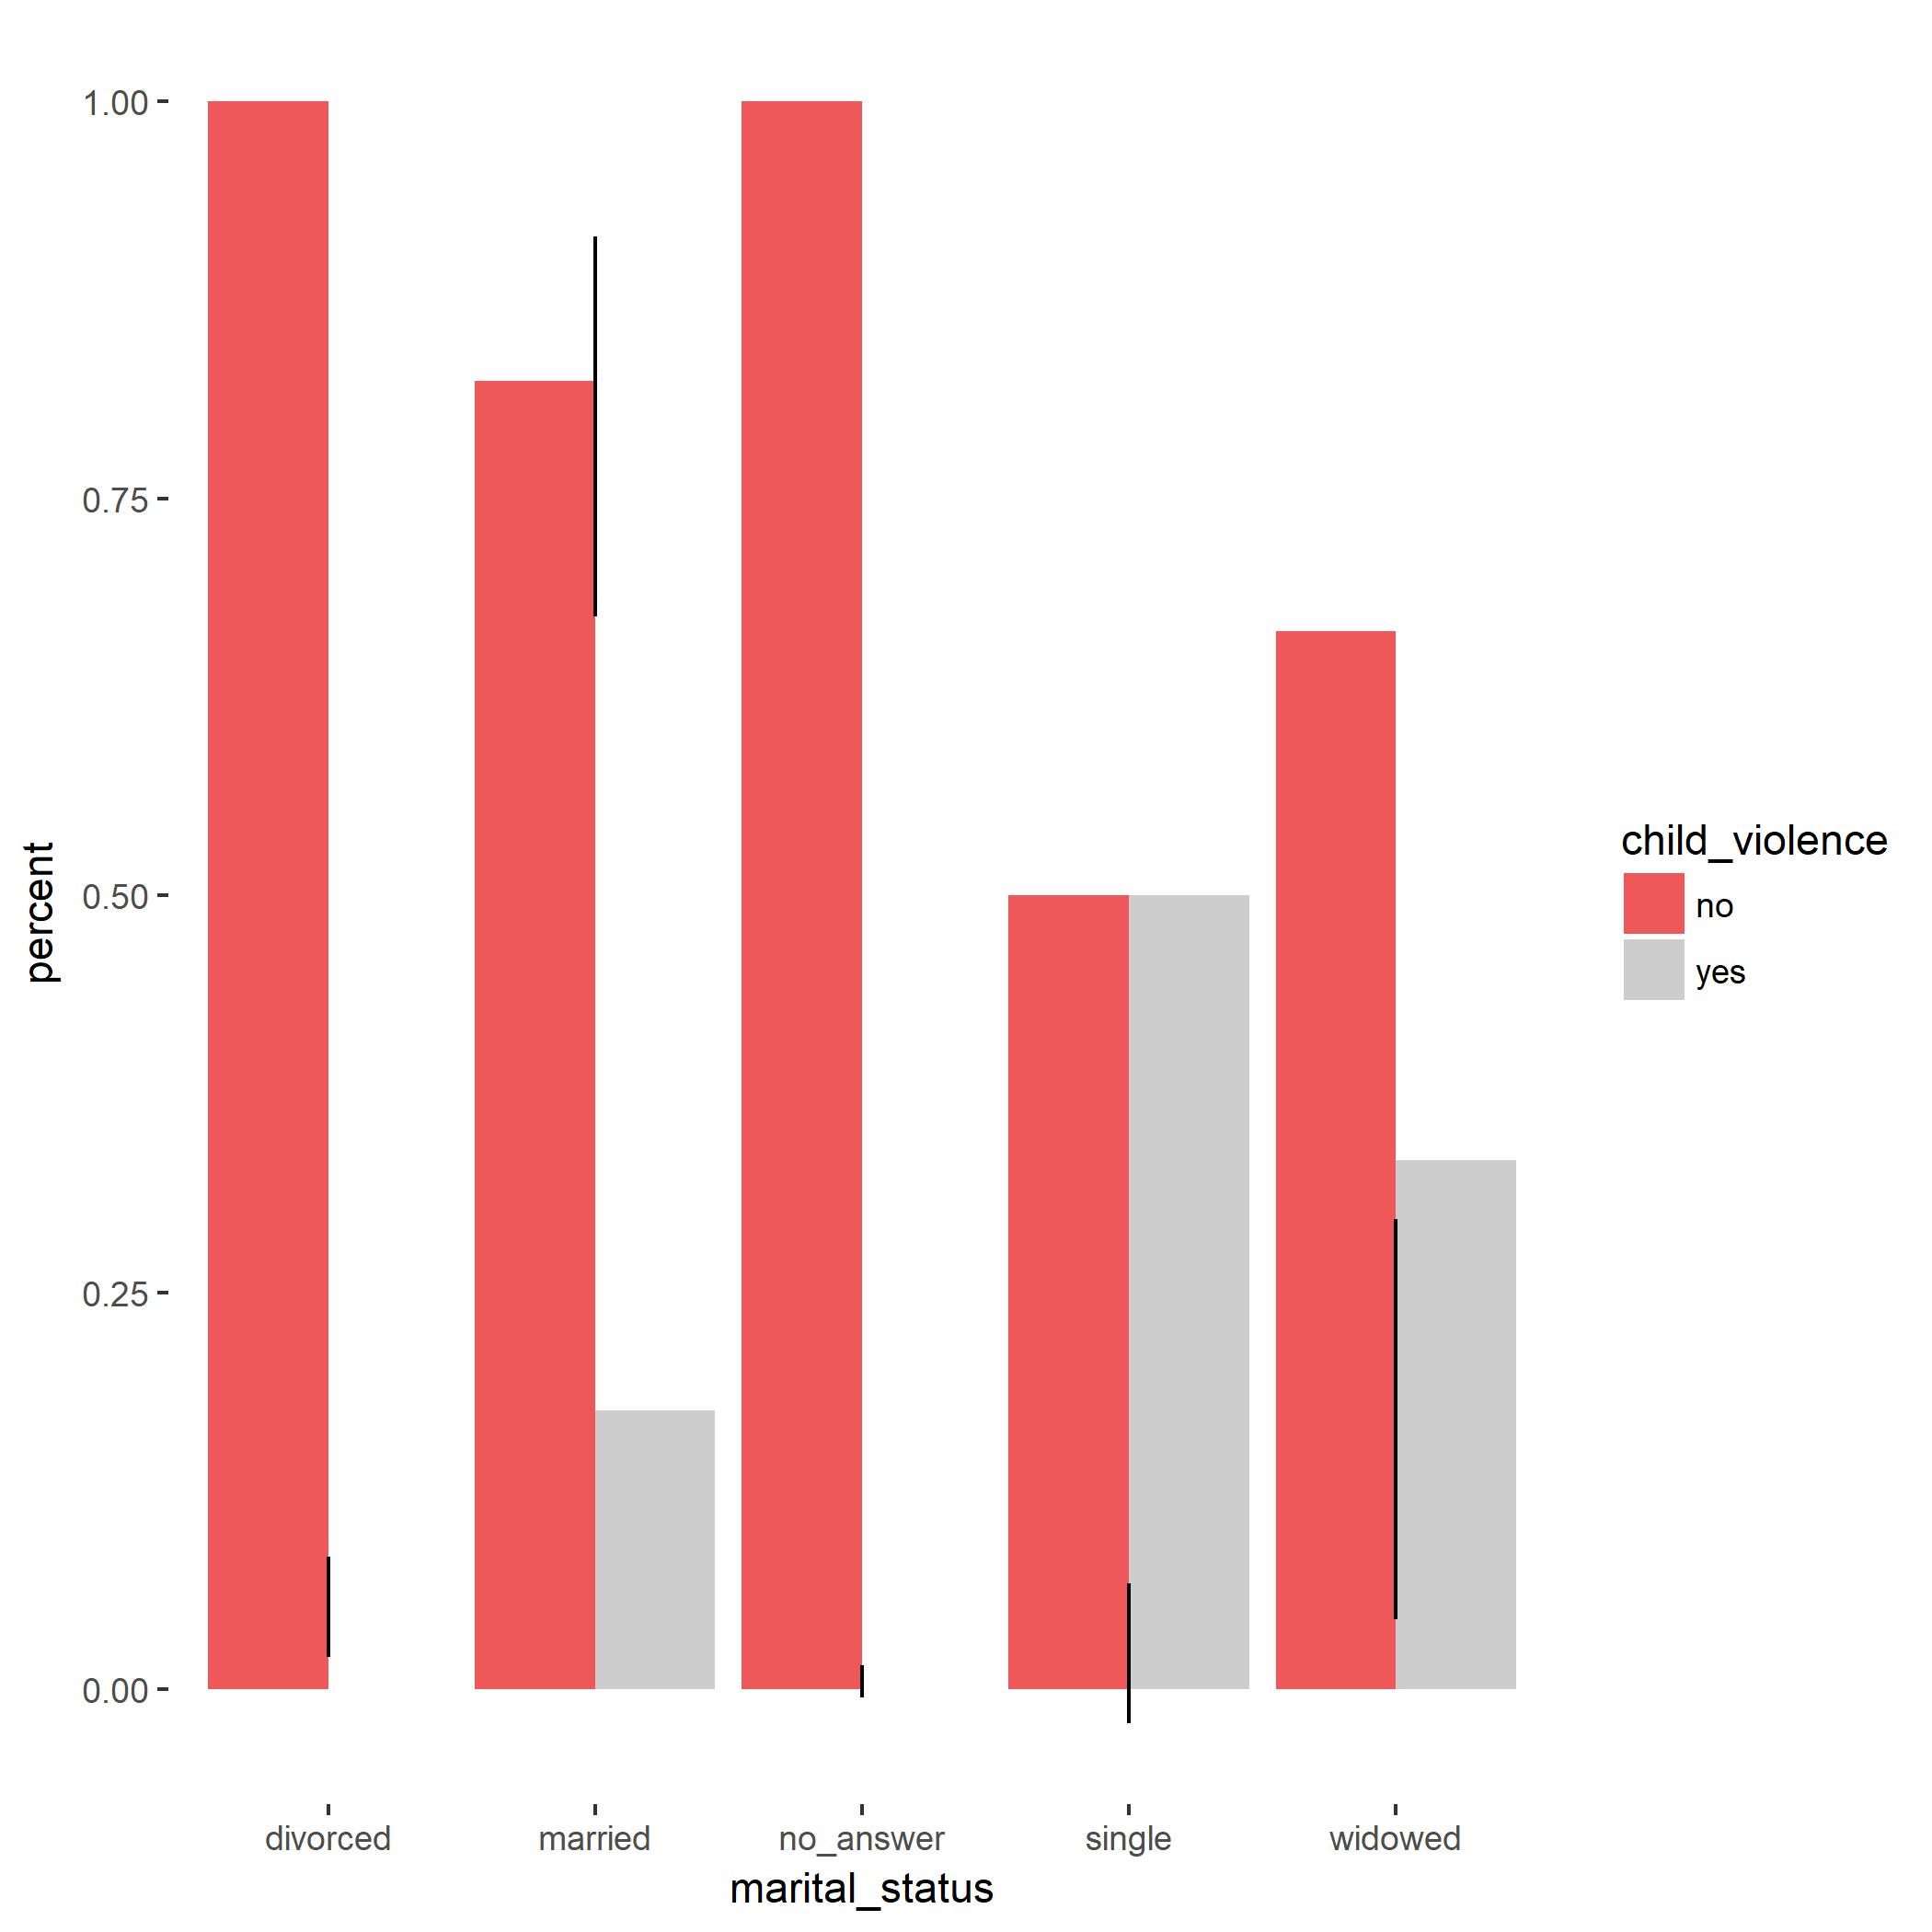 1.00
0.75
0.50
0.25
0.00
percent
divorced
married
no_answer
single
widowed
marital_status
child_violence
no
yes